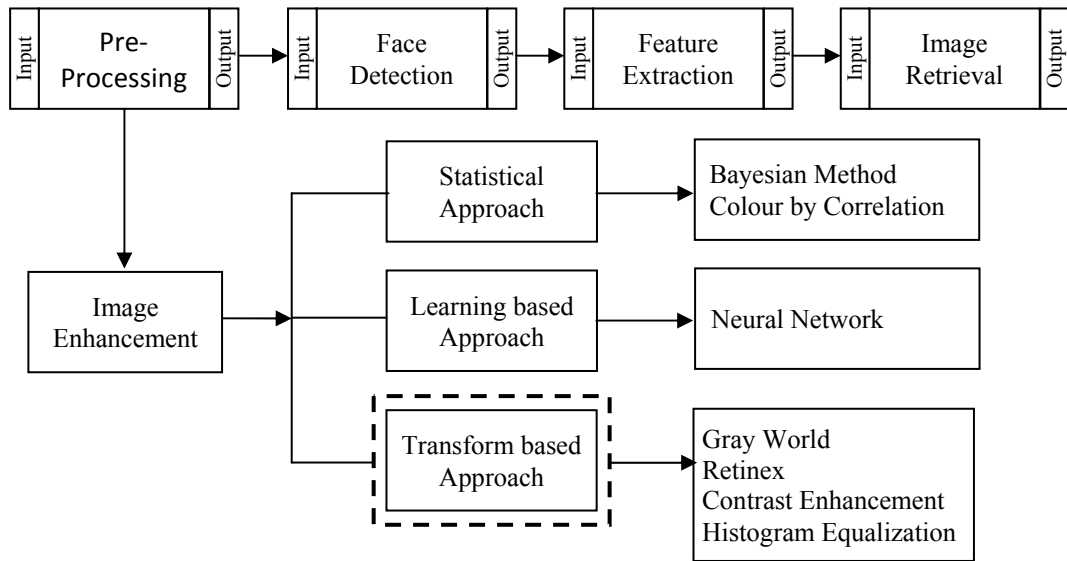 Input
Pre-
Processing
Output
Input
Face
Detection
Output
Input
Feature
Extraction
Output
Input
Image
Retrieval
Output
Statistical
Approach
Bayesian Method
Colour by Correlation
Image
Enhancement
Learning based
Approach
Neural Network
Transform based
Approach
Gray World
Retinex
Contrast Enhancement
Histogram Equalization